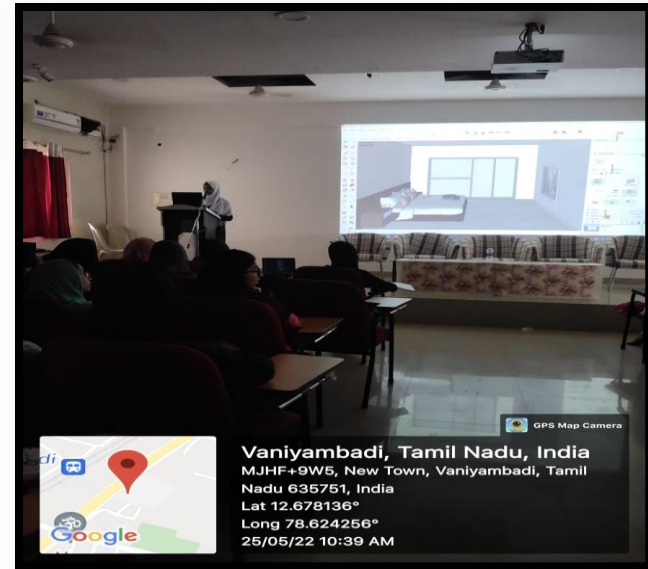 GPS Map Camera
di
Google
Vaniyambadi, Tamil Nadu, India
MJHF+9W5, New Town, Vaniyambadi, Tamil
Nadu 635751, India
Lat 12.678136°
Long 78.624256°
25/05/22 10:39 AM